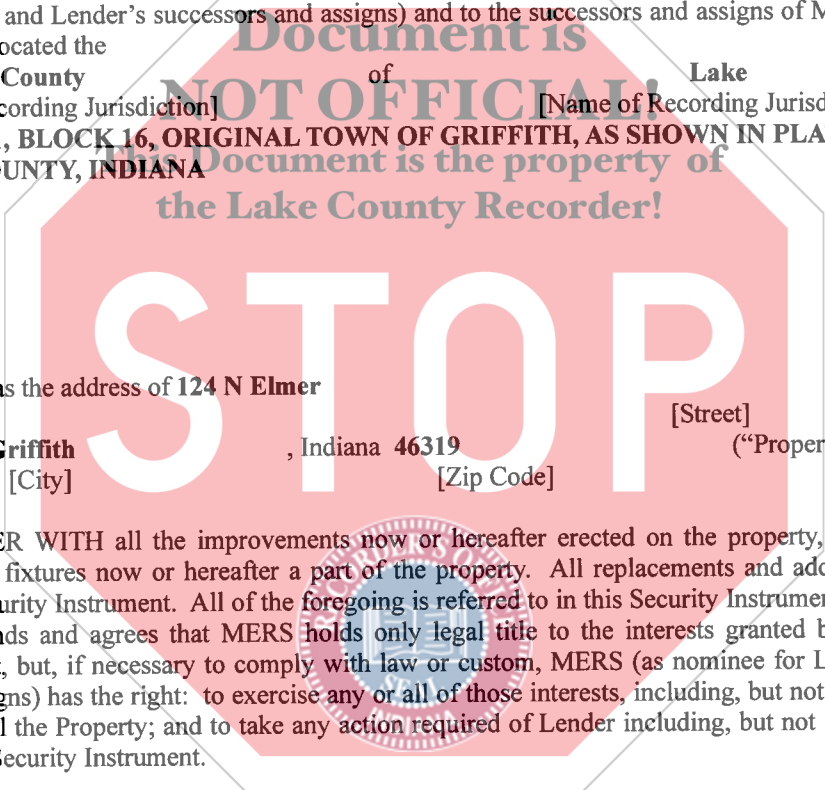 and Lender's successors and assigns) and to the successors and assigns of M
Document is
ocated the
County of Lake
NOT OFFICIAL!
cording Jurisdiction] [Name of Recording Jurisd
., BLOCK 16, ORIGINAL TOWN OF GRIFFITH, AS SHOWN IN PLA
This Document is the property of
UNTY, INDIANA
the Lake County Recorder!
STOP
as the address of 124 N Elmer
[Street]
Griffith , Indiana 46319 ("Proper
[City] [Zip Code]
ER WITH all the improvements now or hereafter erected on the property,
fixtures now or hereafter a part of the property. All replacements and add
urity Instrument. All of the foregoing is referred to in this Security Instrumen
nds and agrees that MERS holds only legal title to the interests granted b
, but, if necessary to comply with law or custom, MERS (as nominee for L
gns) has the right: to exercise any or all of those interests, including, but not
l the Property; and to take any action required of Lender including, but not
Security Instrument.
RECORDER'S OFFICE
SEAL